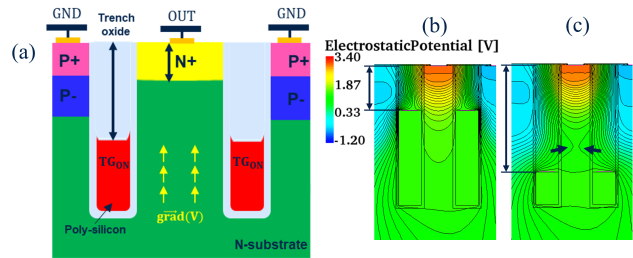 GND
OUT
GND
Trench
oxide
(a)
P+
N+
P+
P-
P-
TG_ON
TG_ON
grad(V)
Poly-silicon
N-substrate
(b)
(c)
ElectrostaticPotential [V]
3.40
1.87
0.33
-1.20